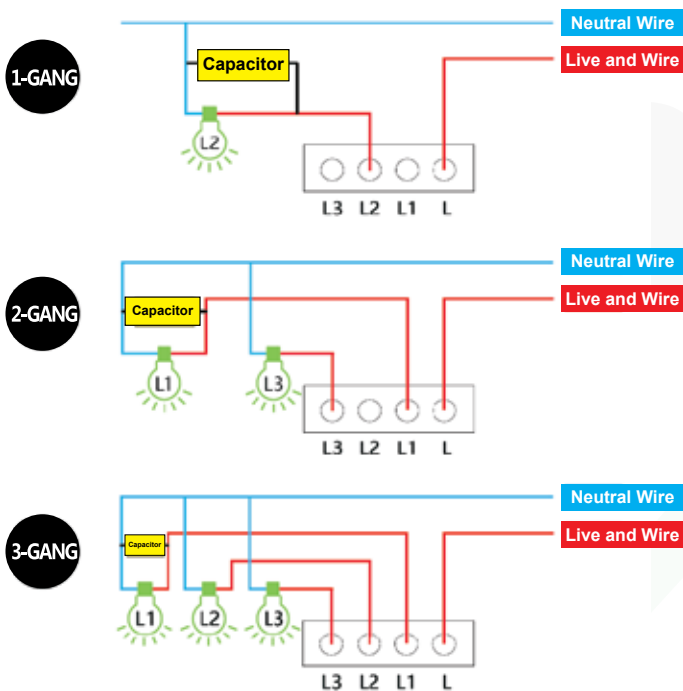 Neutral Wire
1-GANG
Capacitor
Live and Wire
L2
L3 L2 L1 L
Neutral Wire
2-GANG
Capacitor
Live and Wire
L1
L3
L3 L2 L1 L
Neutral Wire
3-GANG
Capacitor
Live and Wire
L1
L2
L3
L3 L2 L1 L